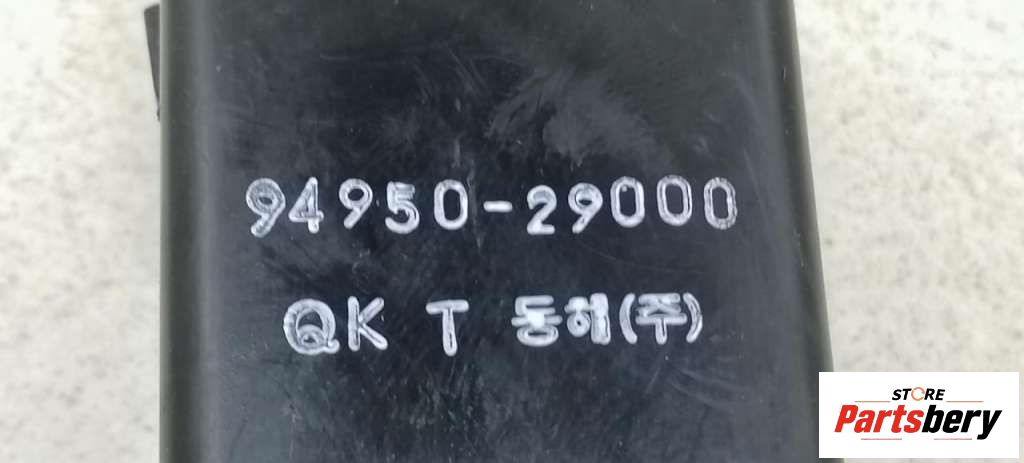 94950-29000
QK T 동해(주)
STORE
Partsbery